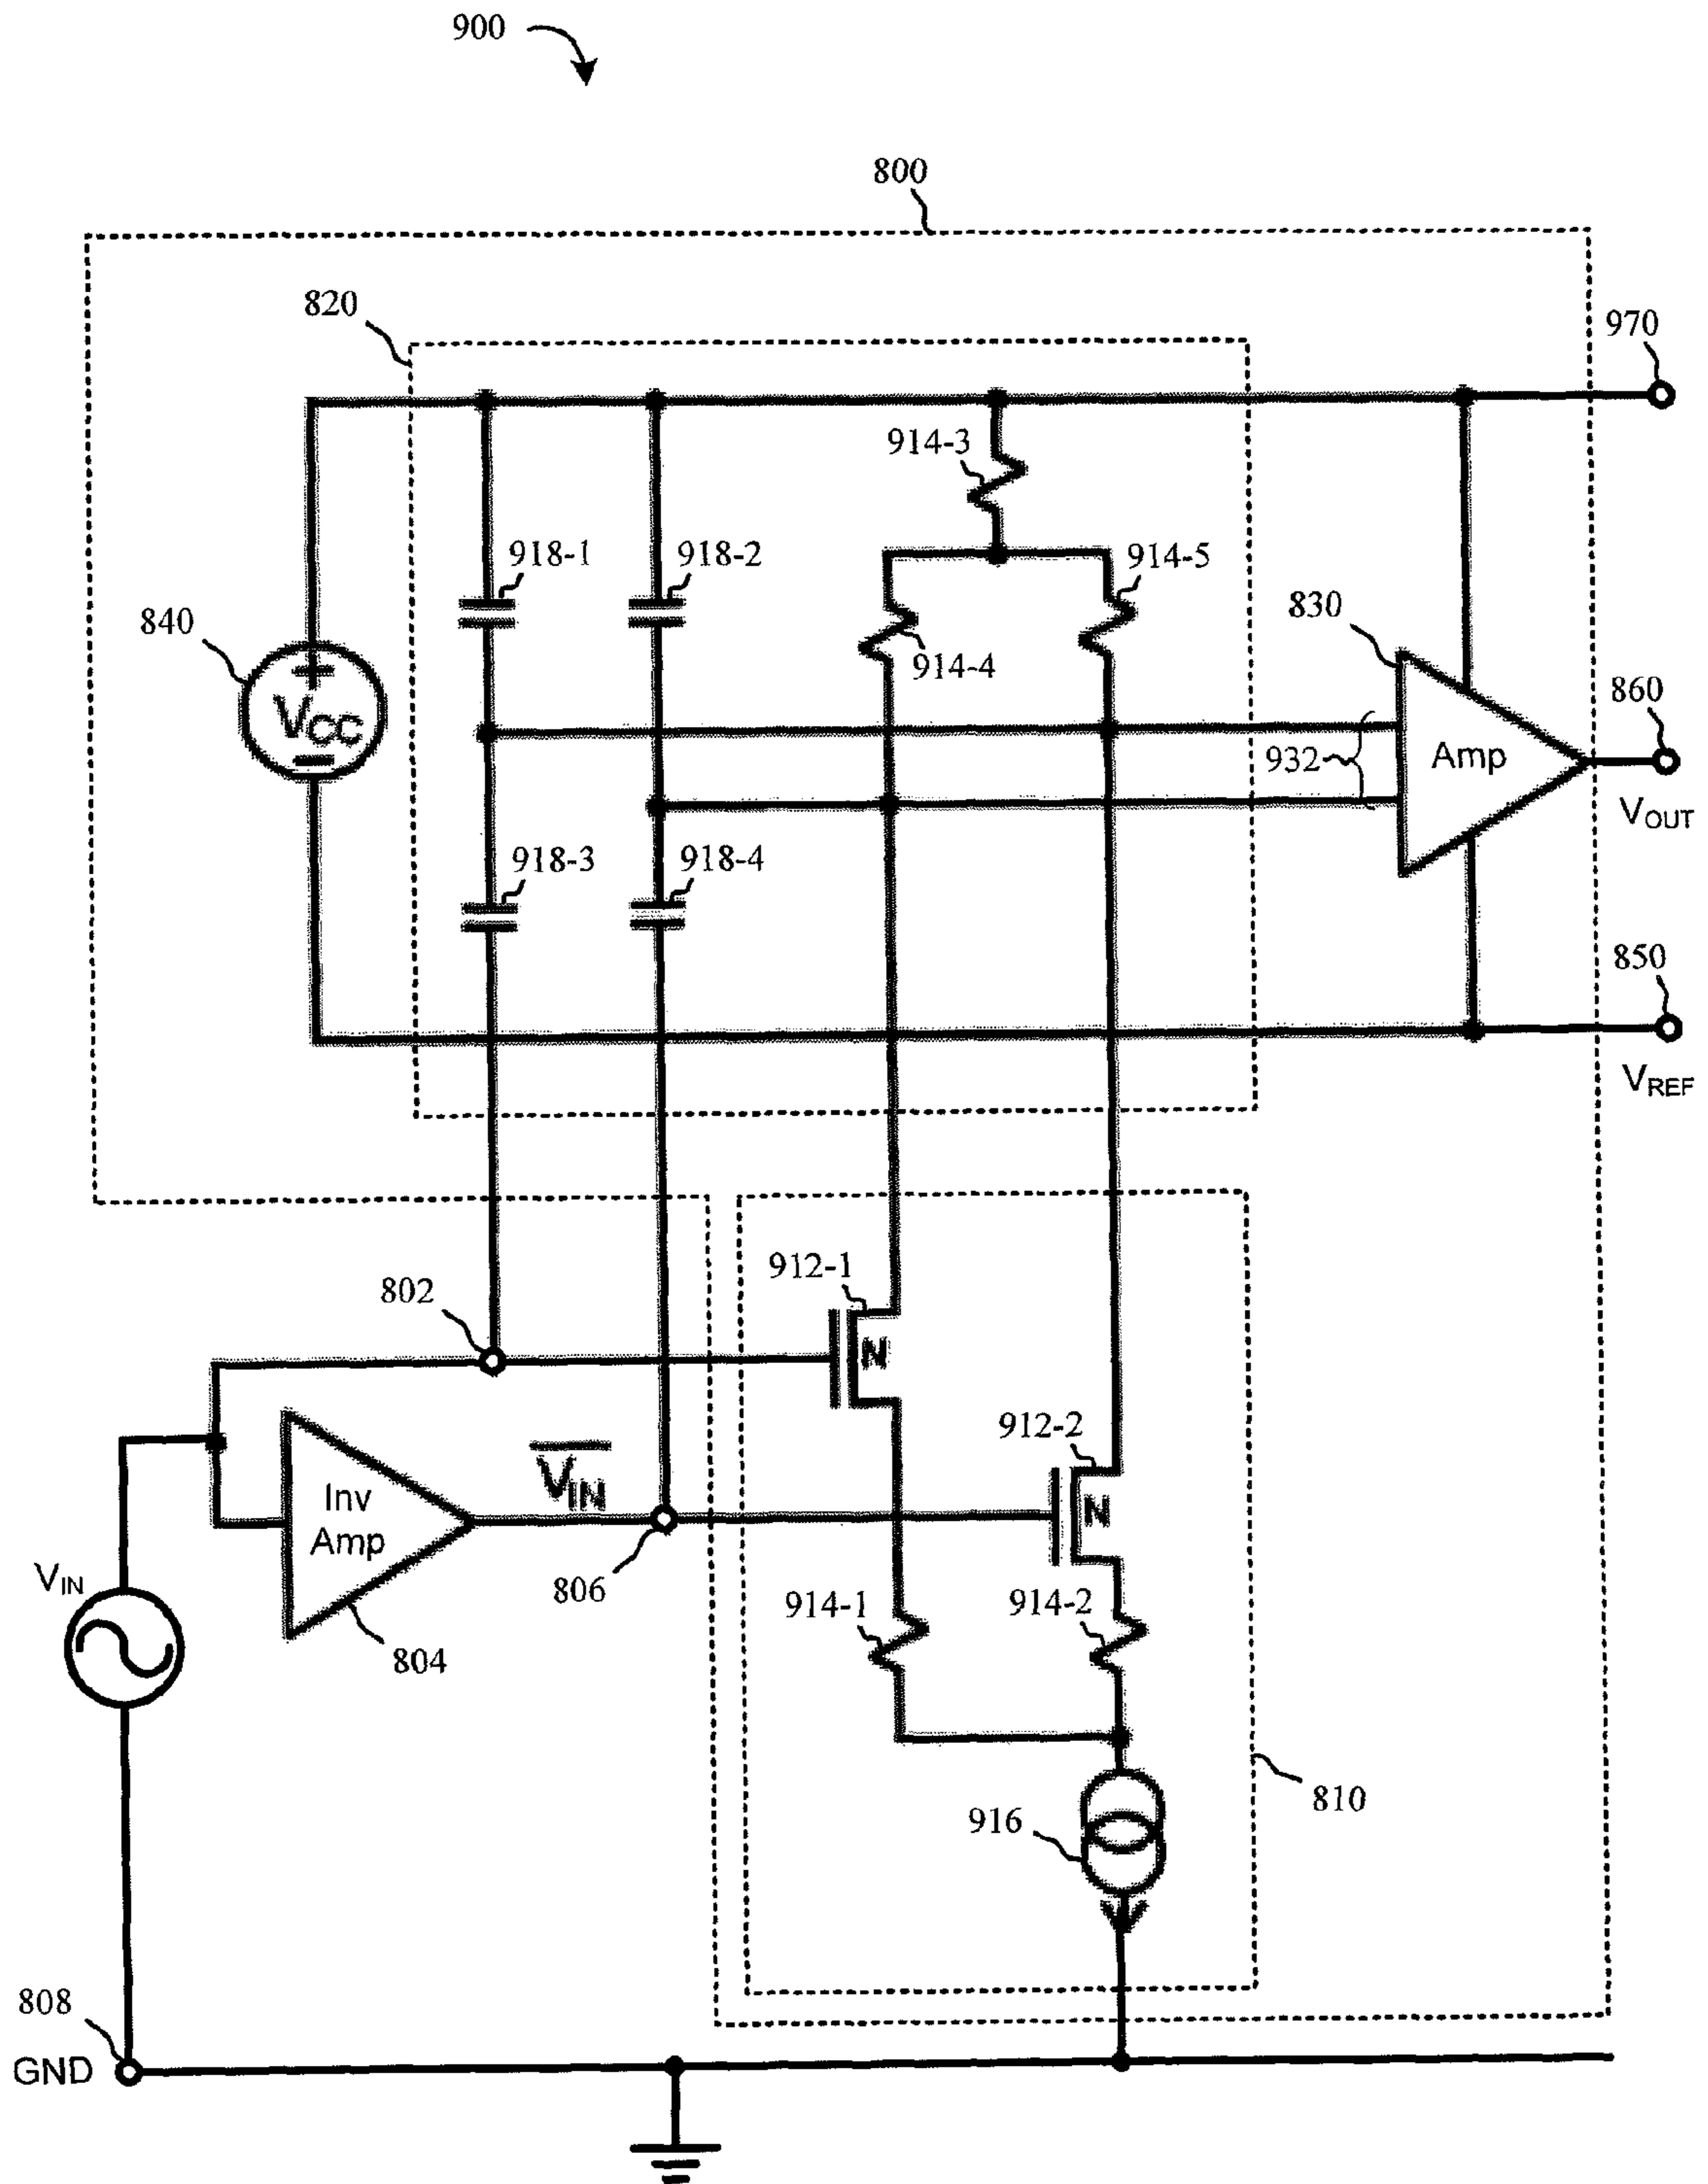 900
800
820
970
914-3
918-1
918-2
914-5
840
830
914-4
860
+
VCC
–
932
Amp
VOUT
918-3
918-4
850
VREF
912-1
802
N
912-2
VIN
Inv
Amp
N
VIN
806
914-1
914-2
804
916
810
808
GND